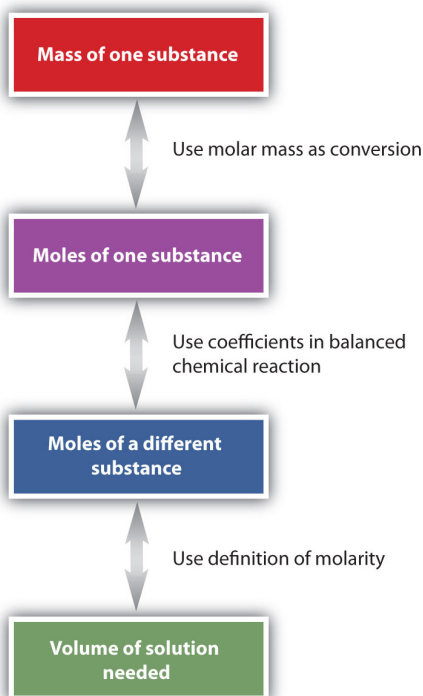 Mass of one substance
Use molar mass as conversion
Moles of one substance
Use coefficients in balanced
chemical reaction
Moles of a different
substance
Use definition of molarity
Volume of solution
needed